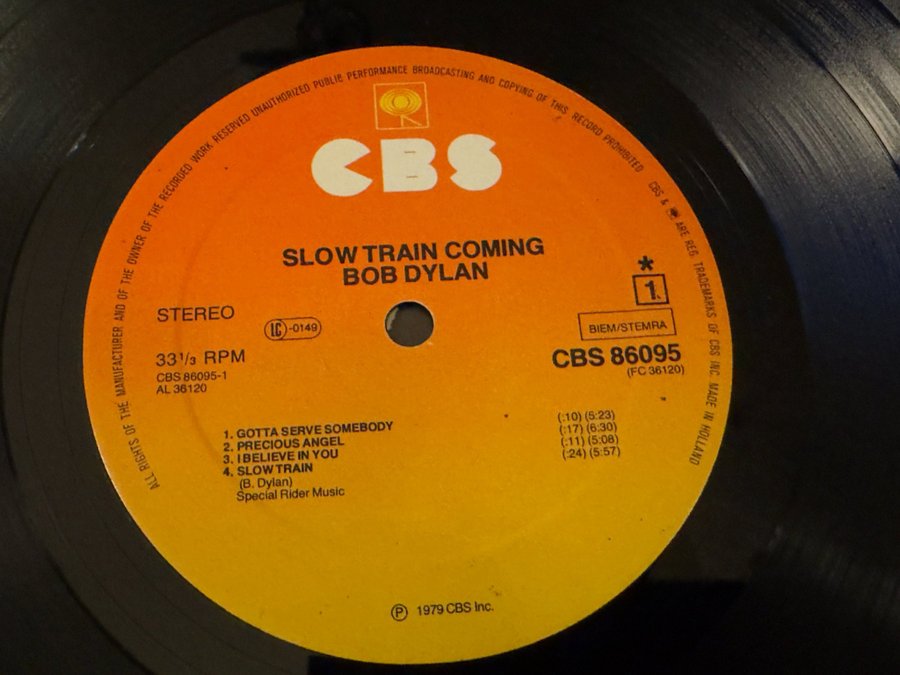 ALL RIGHTS OF THE MANUFACTURER AND OF THE OWNER OF THE RECORDED WORK RESERVED UNAUTHORIZED PUBLIC PERFORMANCE BROADCASTING AND COPYING OF THIS RECORD PROHIBITED CBS & ARE REG. TRADEMARKS OF CBS INC. MADE IN HOLLAND
CBS
SLOW TRAIN COMING
BOB DYLAN
*
1
STEREO
LC -0149
BIEM/STEMRA
33 1/3 RPM
CBS 86095-1
AL 36120
CBS 86095
(FC 36120)
1. GOTTA SERVE SOMEBODY (:10) (5:23)
2. PRECIOUS ANGEL (:17) (6:30)
3. I BELIEVE IN YOU (:11) (5:08)
4. SLOW TRAIN (:24) (5:57)
(B. Dylan)
Special Rider Music
℗ 1979 CBS Inc.